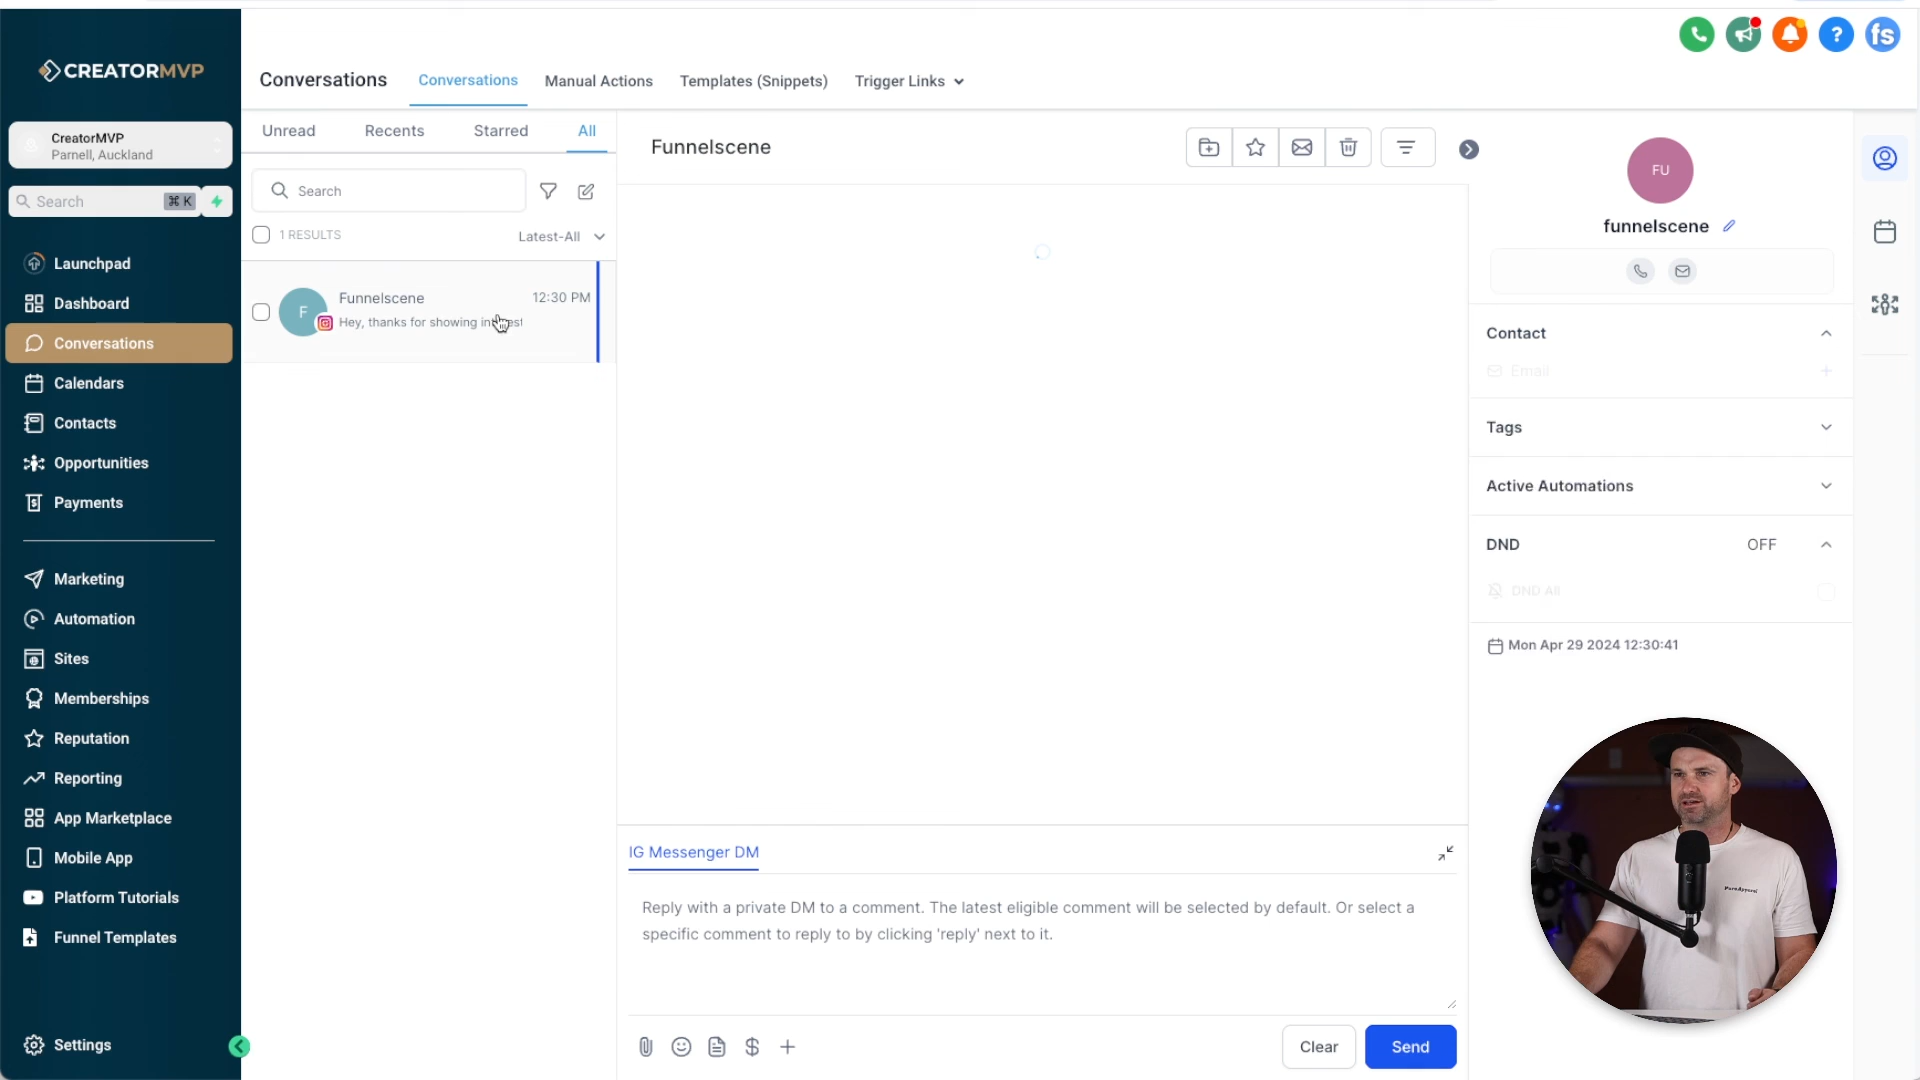 CREATORMVP
CreatorMVP
Parnell, Auckland
Search
⌘ K
Launchpad
Dashboard
Conversations
Calendars
Contacts
Opportunities
Payments
Marketing
Automation
Sites
Memberships
Reputation
Reporting
App Marketplace
Mobile App
Platform Tutorials
Funnel Templates
Settings
Conversations
Conversations
Manual Actions
Templates (Snippets)
Trigger Links
fs
Unread
Recents
Starred
All
Search
1 RESULTS
Latest-All
F
Funnelscene
12:30 PM
Hey, thanks for showing
Funnelscene
IG Messenger DM
Reply with a private DM to a comment. The latest eligible comment will be selected by default. Or select a
specific comment to reply to by clicking 'reply' next to it.
Clear
Send
FU
funnelscene
Contact
Email
Tags
Active Automations
DND
OFF
DND All
Mon Apr 29 2024 12:30:41